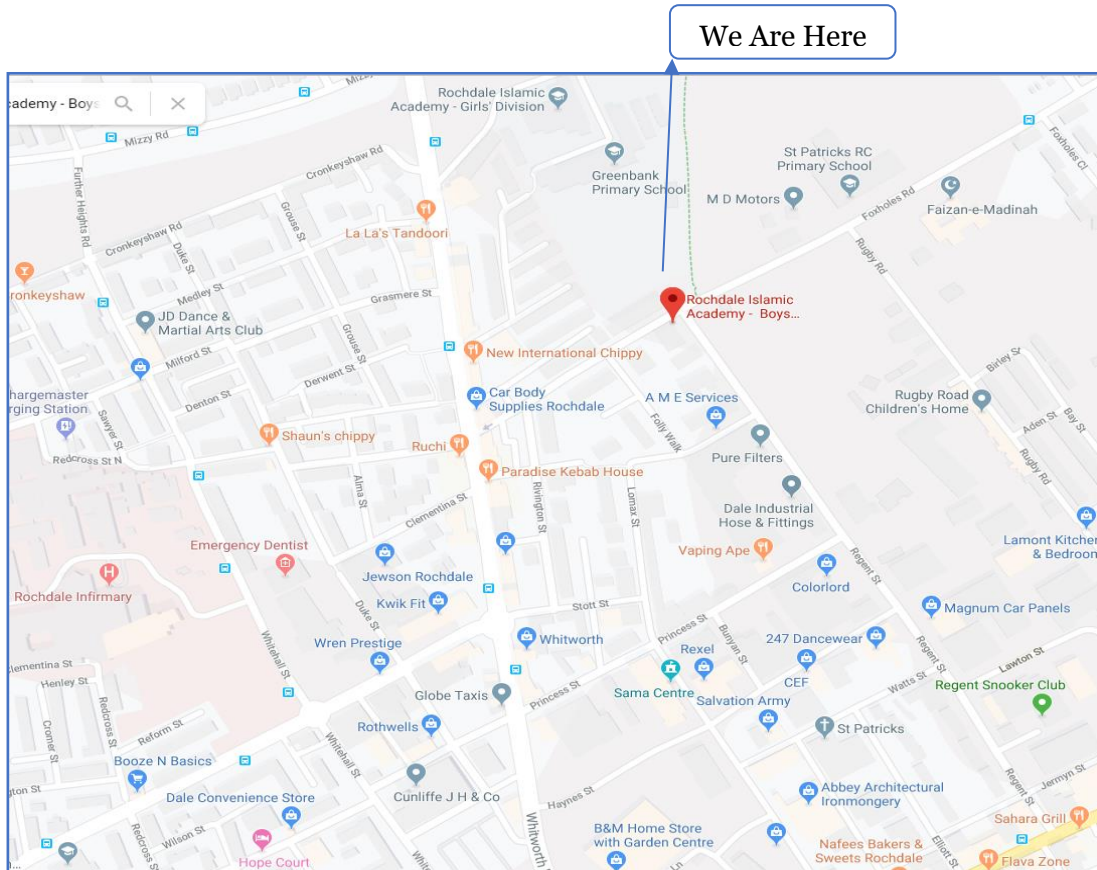 We Are Here
cademy - Boys
Mizzy
Mizzy Rd
Rochdale Islamic
Academy - Girls' Division
Foxholes Cl
Further Heights Rd
Cronkeyshaw Rd
Greenbank
Primary School
St Patricks RC
Primary School
M D Motors
Foxholes Rd
Faizan-e-Madinah
Grouse St
La La's Tandoori
Cronkeyshaw Rd
Duke St
Rugby Rd
ronkeyshaw
Medley St
Grasmere St
Rochdale Islamic
Academy - Boys...
JD Dance &
Martial Arts Club
Grouse St
Milford St
New International Chippy
Derwent St
Birley St
hargemaster
rging Station
Denton St
Car Body
Supplies Rochdale
A M E Services
Rugby Road
Children's Home
Sawyer St
Folly Walk
Aden St
Bay St
Shaun's chippy
Ruchi
Pure Filters
Redcross St N
Paradise Kebab House
Rugby Rd
Alma St
Rivington St
Lomax St
Dale Industrial
Hose & Fittings
Clementina St
Emergency Dentist
Vaping Ape
Lamont Kitchen
& Bedroom
Jewson Rochdale
Regent St
Rochdale Infirmary
Colorlord
Kwik Fit
Duke St
Stott St
Magnum Car Panels
Princess St
Bunyan St
Whitehall St
Wren Prestige
Whitworth
Rexel
247 Dancewear
Regent St
Lawton St
lementina St
Henley St
Sama Centre
CEF
Watts St
Regent Snooker Club
Globe Taxis
Princess St
Salvation Army
Redcross St
Cromer St
Reform St
Rothwells
St Patricks
Whitehall St
Booze N Basics
Cunliffe J H & Co
Haynes St
Abbey Architectural
Ironmongery
Regent St
Jermyn St
gton St
Dale Convenience Store
Whitworth
Sahara Grill
Wilson St
B&M Home Store
with Garden Centre
Nafees Bakers &
Sweets Rochdale
Elliott St
Redcross St
Hope Court
Ln
Flava Zone